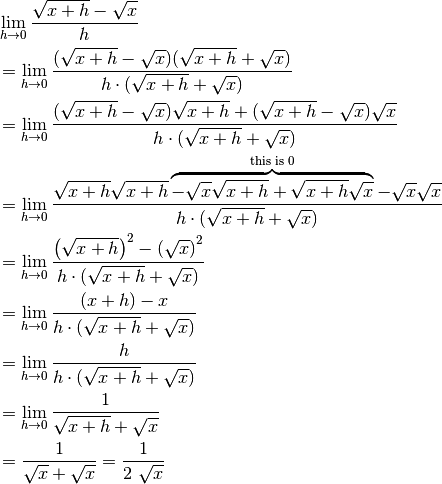 \lim_{h \to 0} \frac{\sqrt{x+h} - \sqrt{x}}{h}
= \lim_{h \to 0} \frac{(\sqrt{x+h} - \sqrt{x})(\sqrt{x+h} + \sqrt{x})}{h \cdot (\sqrt{x+h} + \sqrt{x})}
= \lim_{h \to 0} \frac{(\sqrt{x+h} - \sqrt{x})\sqrt{x+h} + (\sqrt{x+h} - \sqrt{x})\sqrt{x}}{h \cdot (\sqrt{x+h} + \sqrt{x})}
= \lim_{h \to 0} \frac{\sqrt{x+h}\sqrt{x+h} \overbrace{- \sqrt{x}\sqrt{x+h} + \sqrt{x+h}\sqrt{x}}^{\text{this is 0}} - \sqrt{x}\sqrt{x}}{h \cdot (\sqrt{x+h} + \sqrt{x})}
= \lim_{h \to 0} \frac{\left(\sqrt{x+h}\right)^2 - \left(\sqrt{x}\right)^2}{h \cdot (\sqrt{x+h} + \sqrt{x})}
= \lim_{h \to 0} \frac{(x+h) - x}{h \cdot (\sqrt{x+h} + \sqrt{x})}
= \lim_{h \to 0} \frac{h}{h \cdot (\sqrt{x+h} + \sqrt{x})}
= \lim_{h \to 0} \frac{1}{\sqrt{x+h} + \sqrt{x}}
= \frac{1}{\sqrt{x} + \sqrt{x}} = \frac{1}{2\ \sqrt{x}}